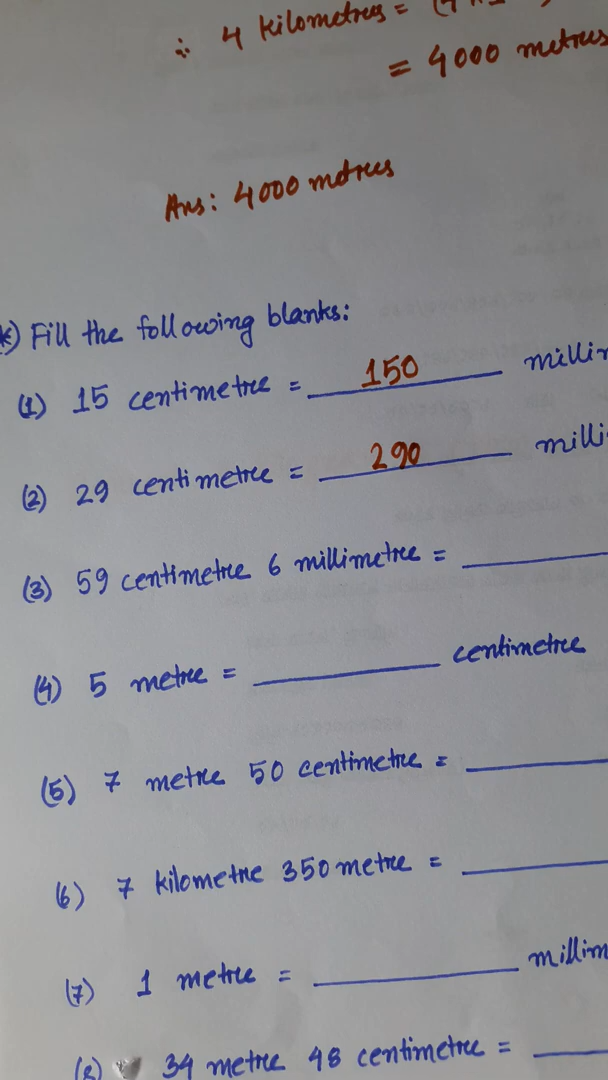 ∴ 4 kilometres =
= 4000 metres
Ans: 4000 metres
Fill the following blanks:
(1) 15 centimetre = 150
(2) 29 centimetre = 290
(3) 59 centimetre 6 millimetre =
(4) 5 metre = ______ centimetre
(5) 7 metre 50 centimetre =
(6) 7 kilometre 350 metre =
(7) 1 metre =
(8) 34 metre 48 centimetre =